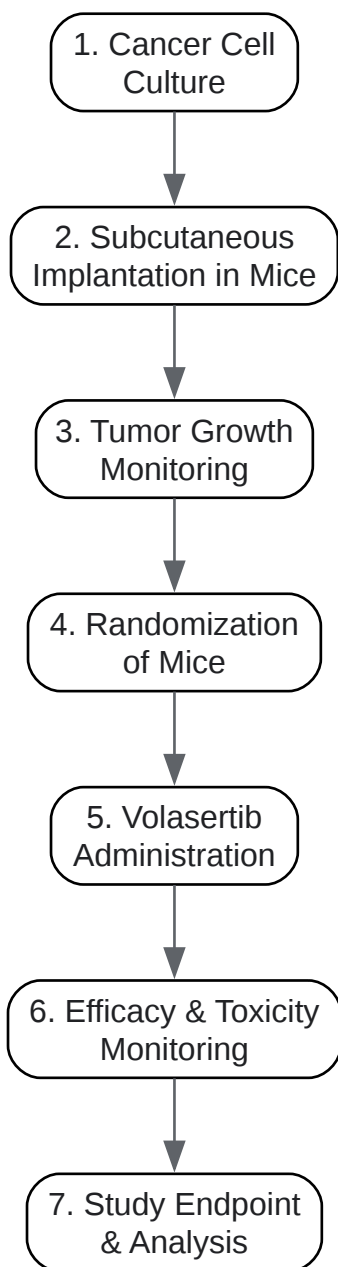 1. Cancer Cell
Culture
2. Subcutaneous
Implantation in Mice
3. Tumor Growth
Monitoring
4. Randomization
of Mice
5. Volasertib
Administration
6. Efficacy & Toxicity
Monitoring
7. Study Endpoint
& Analysis